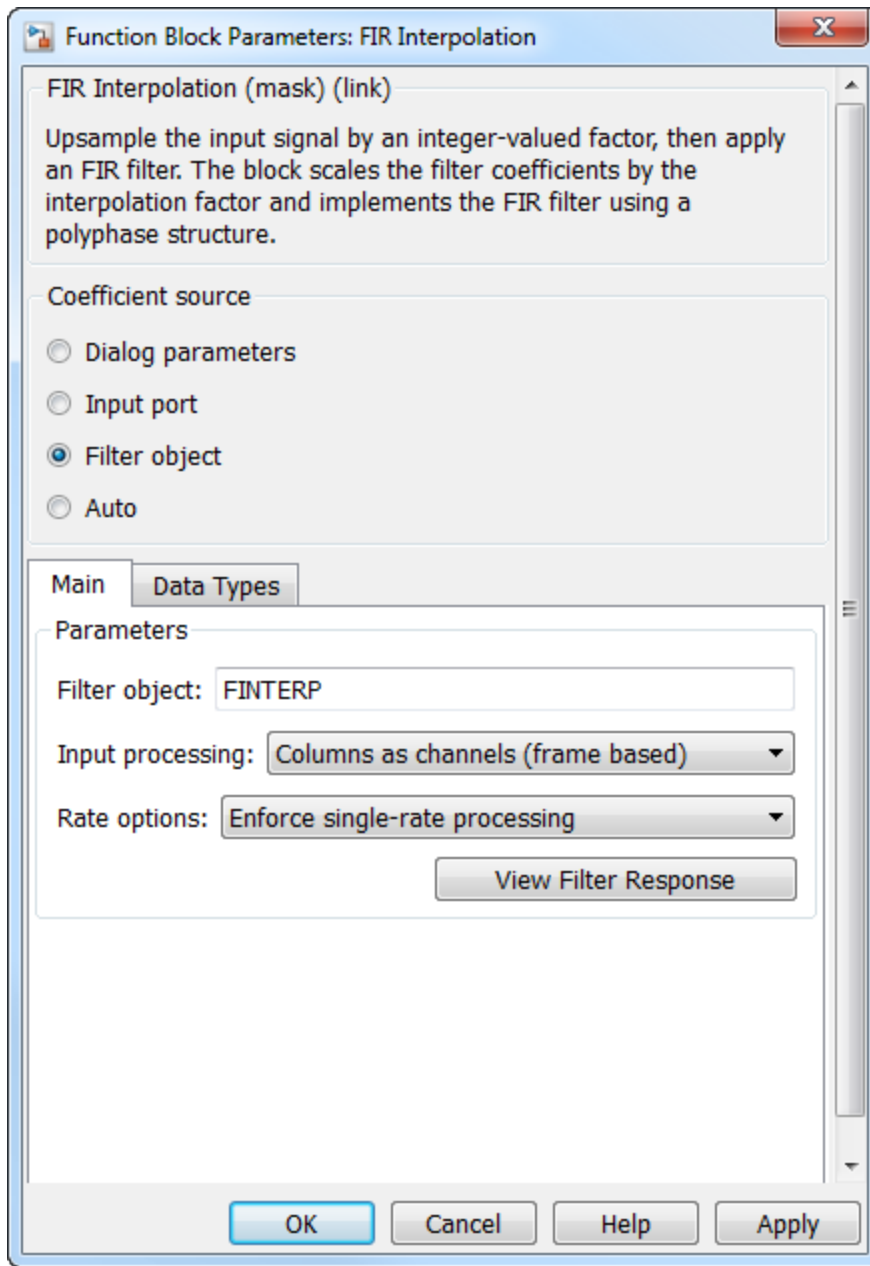 Function Block Parameters: FIR Interpolation
FIR Interpolation (mask) (link)
Upsample the input signal by an integer-valued factor, then apply
an FIR filter. The block scales the filter coefficients by the
interpolation factor and implements the FIR filter using a
polyphase structure.
Coefficient source
Dialog parameters
Input port
Filter object
Auto
Main Data Types
Parameters
Filter object: FINTERP
Input processing: Columns as channels (frame based)
Rate options: Enforce single-rate processing
View Filter Response
OK Cancel Help Apply